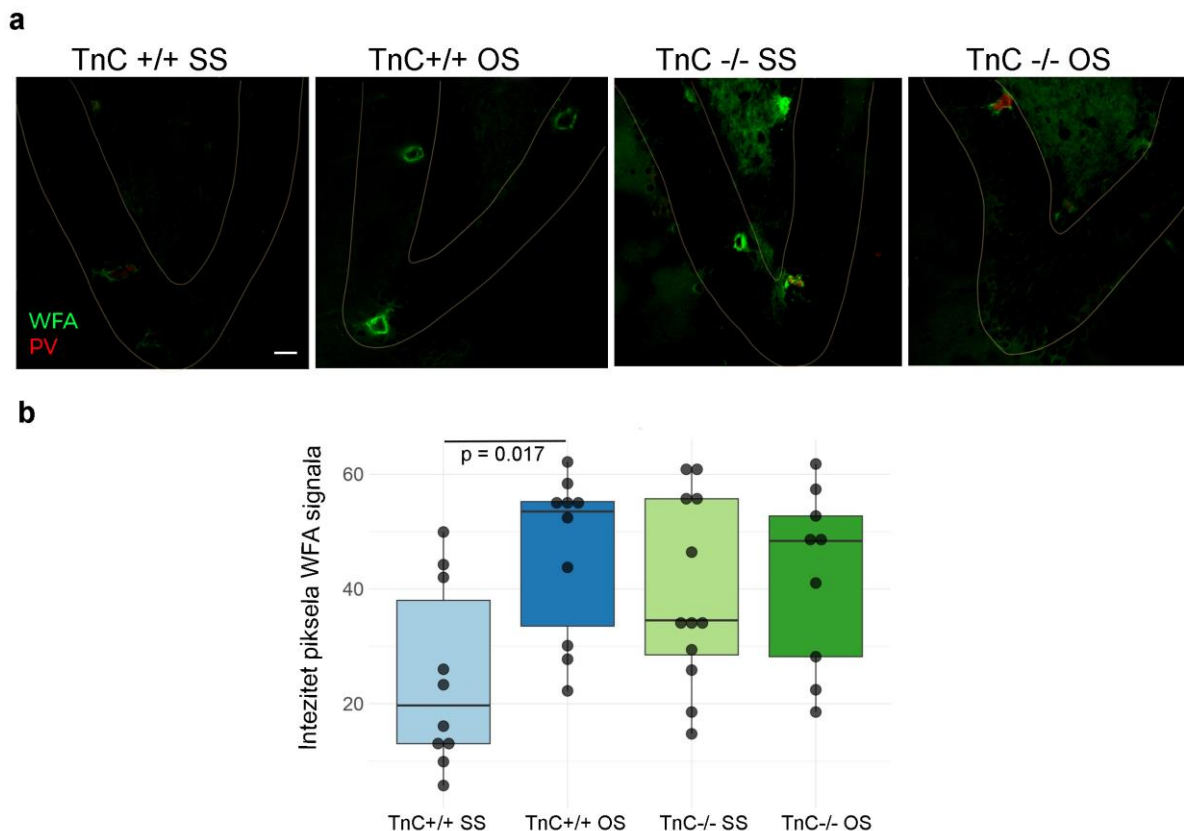 a
TnC +/+ SS
TnC+/+ OS
TnC -/- SS
TnC -/- OS
WFA
PV
b
Intezitet piksela WFA signala
p = 0.017
60
40
20
TnC+/+ SS
TnC+/+ OS
TnC-/- SS
TnC-/- OS